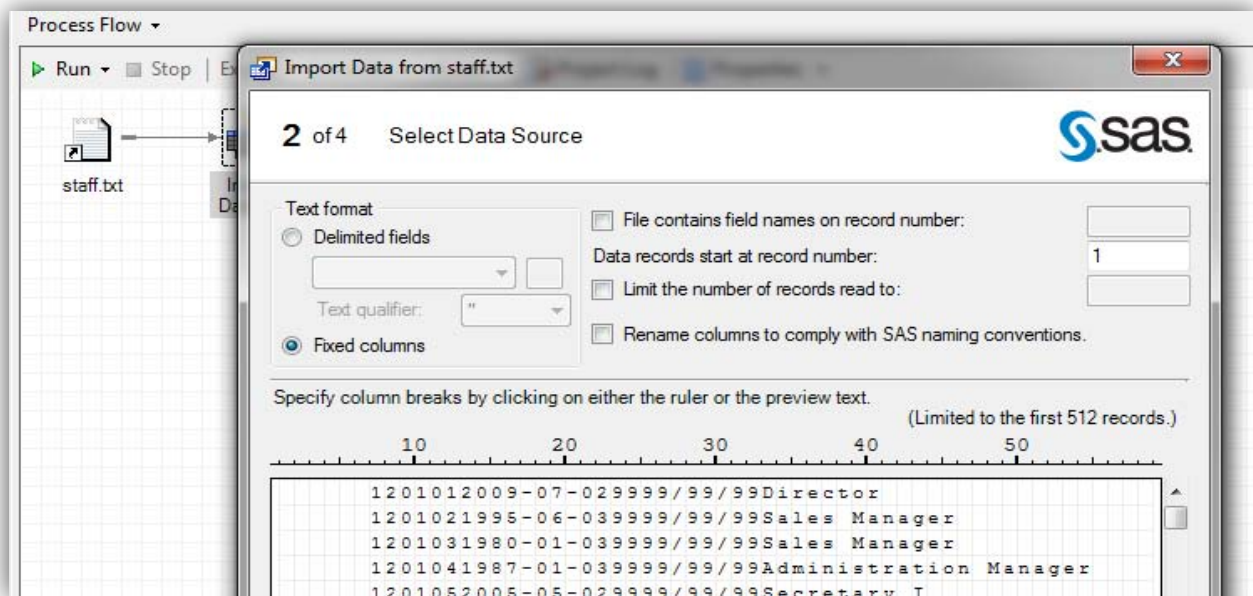 Process Flow
Run Stop
Import Data from staff.txt
2 of 4 Select Data Source
sas
staff.txt
Text format
Delimited fields
Text qualifier: "
Fixed columns
File contains field names on record number:
Data records start at record number: 1
Limit the number of records read to:
Rename columns to comply with SAS naming conventions.
Specify column breaks by clicking on either the ruler or the preview text.
(Limited to the first 512 records.)
10 20 30 40 50
1201012009-07-029999/99/99Director
1201021995-06-039999/99/99Sales Manager
1201031980-01-039999/99/99Sales Manager
1201041987-01-039999/99/99Administration Manager
1201052005-05-029999/99/99Secretary I